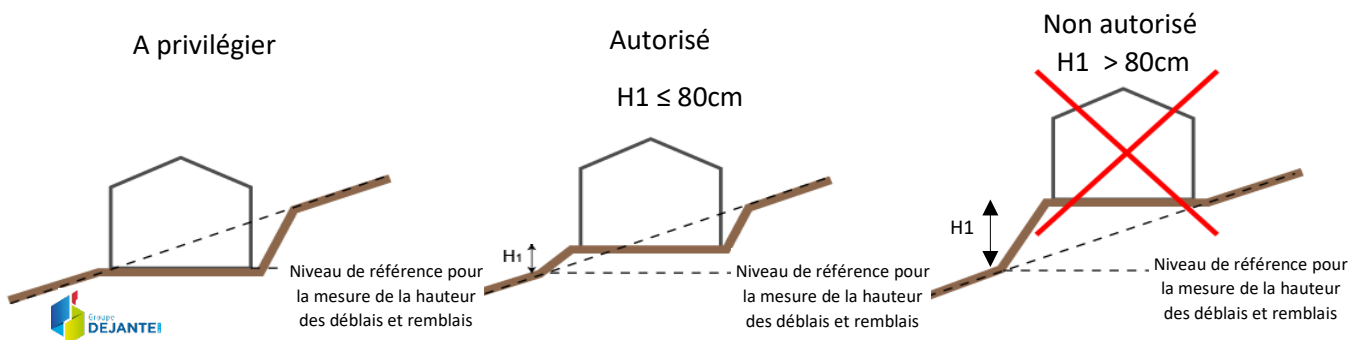 A privilégier
Niveau de référence pour
la mesure de la hauteur
des déblais et remblais
Groupe
DEJANTE
Autorisé
H1 ≤ 80cm
H1
Niveau de référence pour
la mesure de la hauteur
des déblais et remblais
Non autorisé
H1 > 80cm
H1
Niveau de référence pour
la mesure de la hauteur
des déblais et remblais